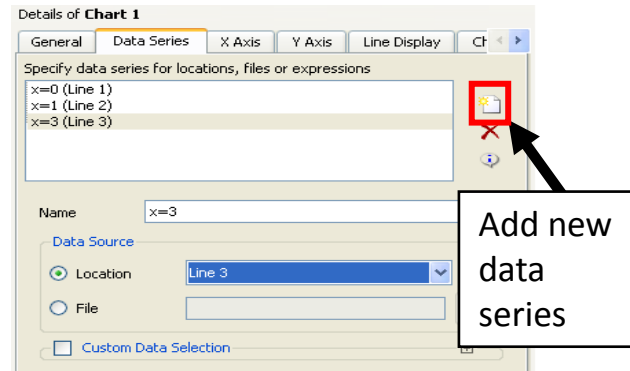 Details of Chart 1
General Data Series X Axis Y Axis Line Display Ch
Specify data series for locations, files or expressions
x=0 (Line 1)
x=1 (Line 2)
x=3 (Line 3)
Name x=3
Data Source
Location Line 3
File
Custom Data Selection
Add new
data
series